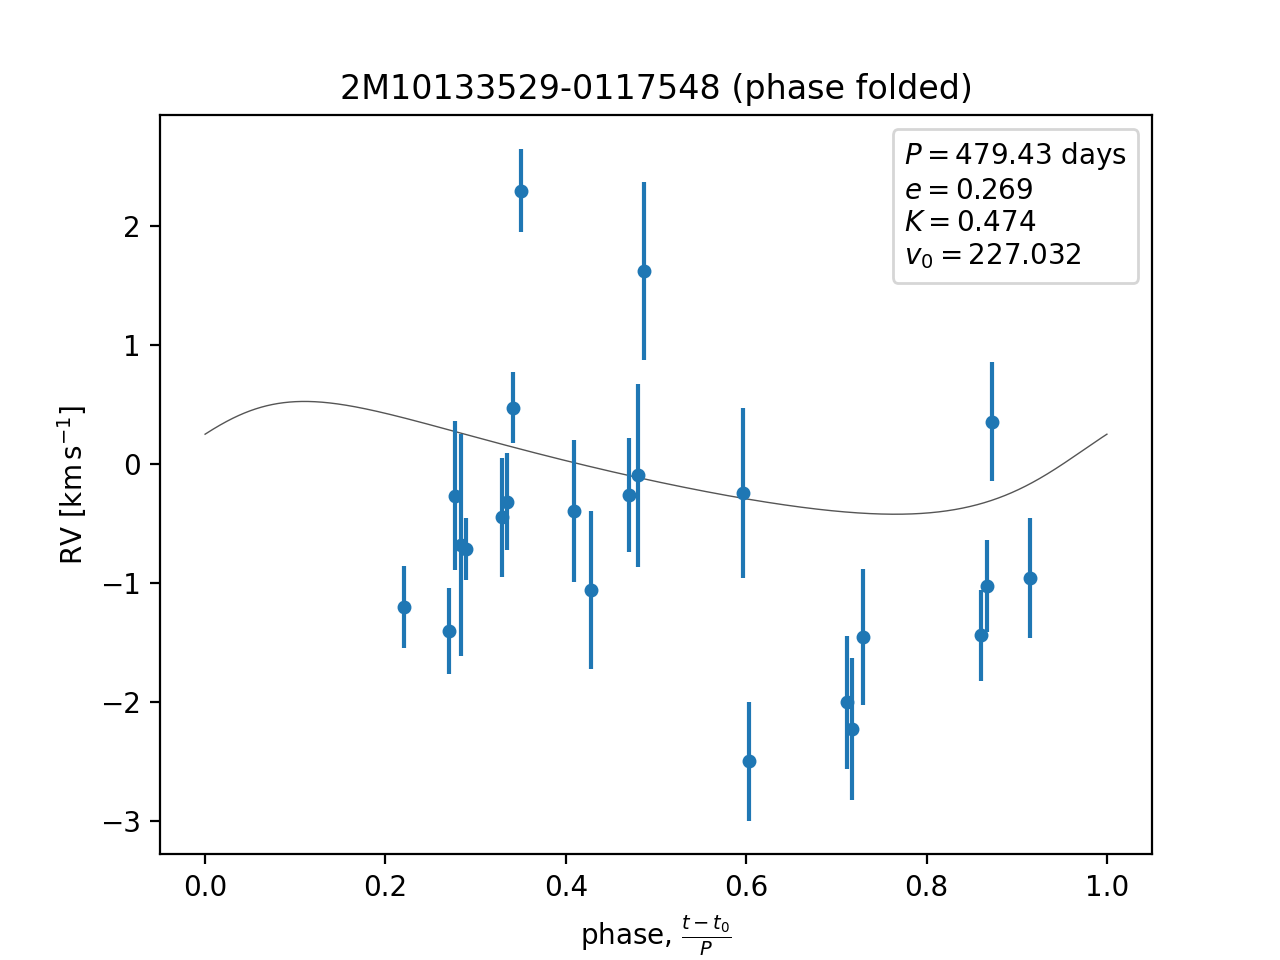 2M10133529-0117548 (phase folded)
P = 479.43 days
e = 0.269
K = 0.474
v₀ = 227.032
2
1
0
−1
−2
−3
RV [km s⁻¹]
0.0 0.2 0.4 0.6 0.8 1.0
phase, (t − t₀)/P